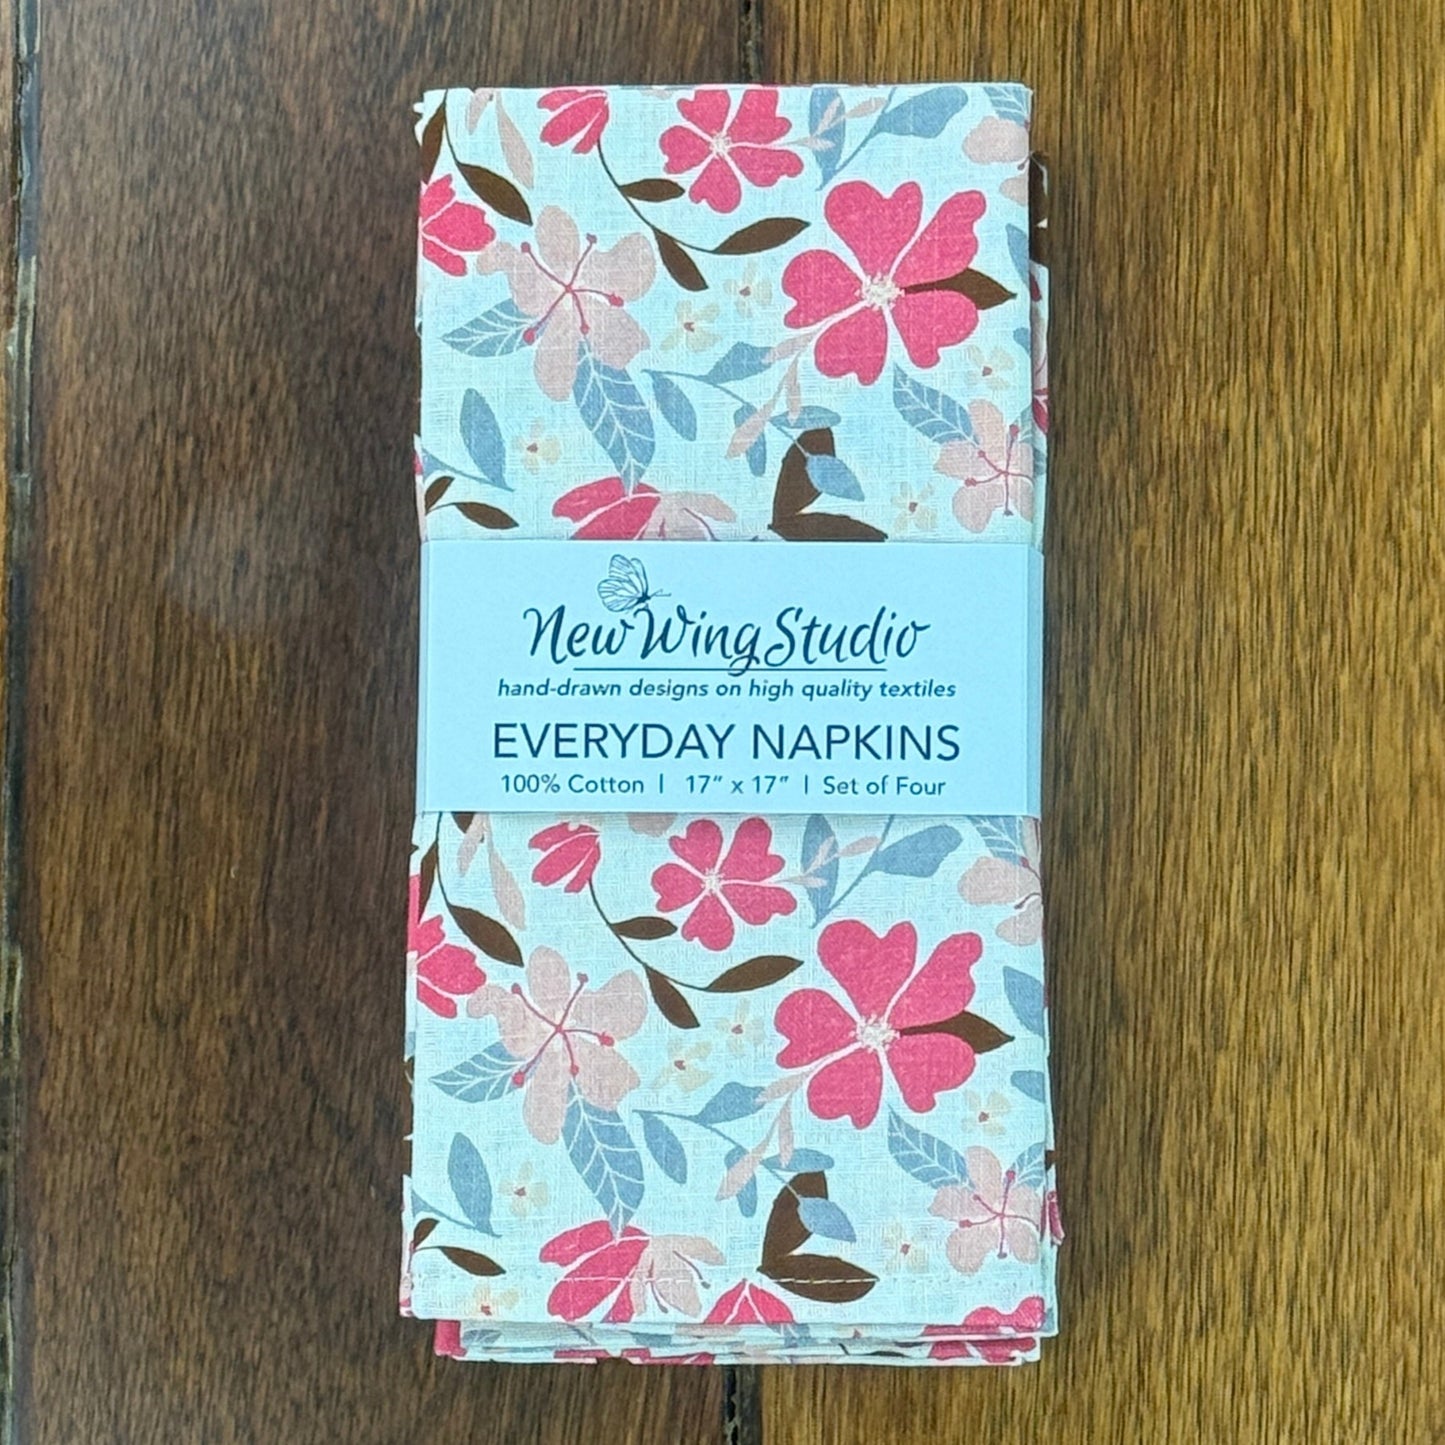 New Wing Studio
hand-drawn designs on high quality textiles
EVERYDAY NAPKINS
100% Cotton | 17” x 17” | Set of Four